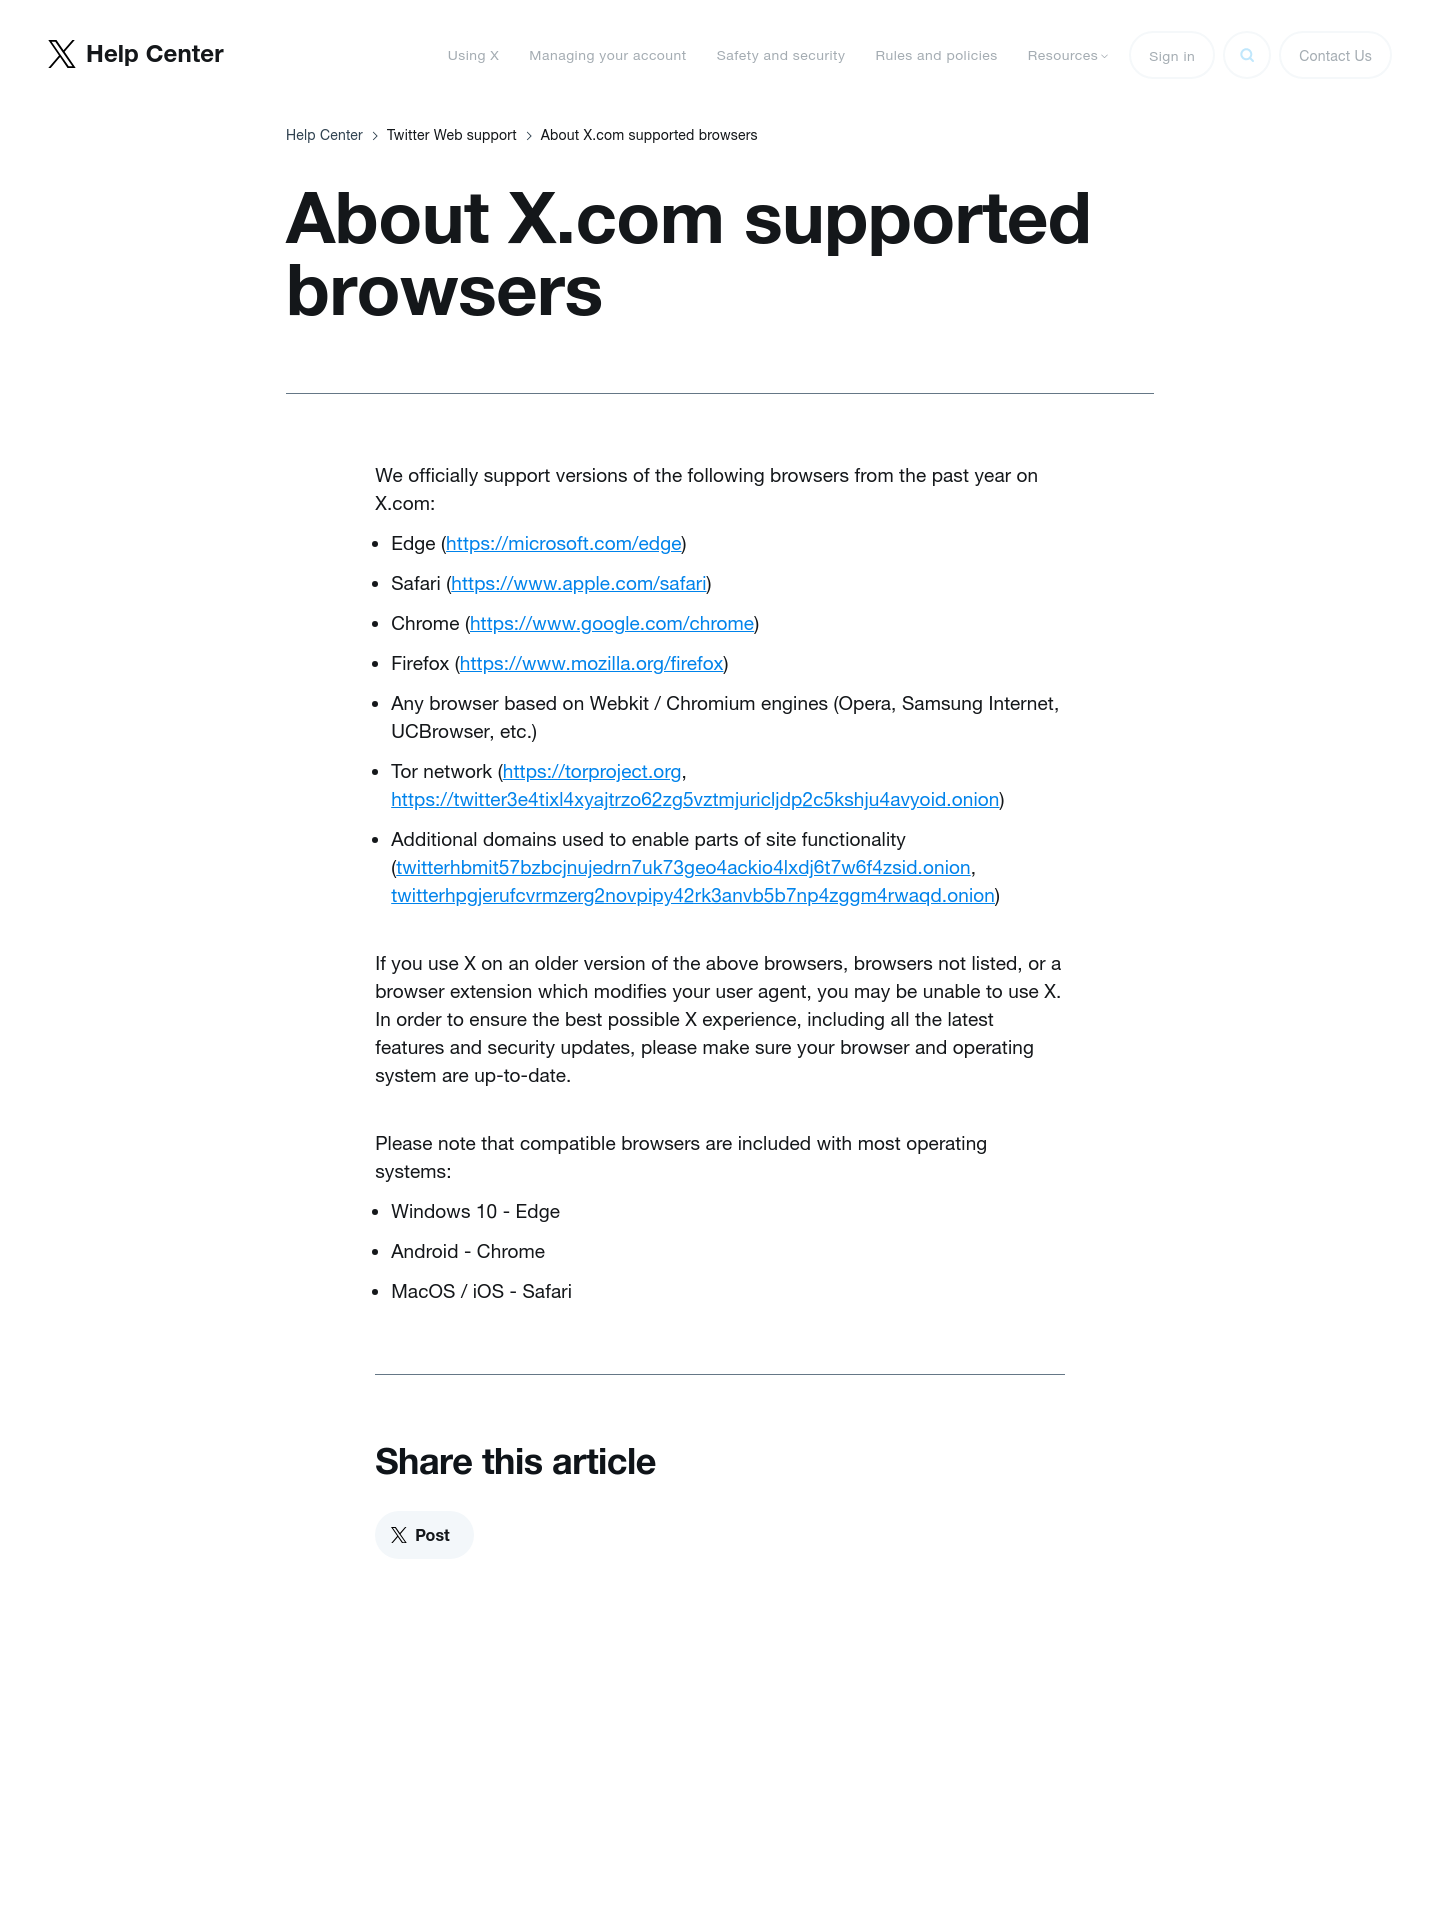 Help Center
Using X Managing your account Safety and security Rules and policies Resources Sign in Contact Us
Help Center > Twitter Web support > About X.com supported browsers
About X.com supported
browsers
We officially support versions of the following browsers from the past year on
X.com:
• Edge (https://microsoft.com/edge)
• Safari (https://www.apple.com/safari)
• Chrome (https://www.google.com/chrome)
• Firefox (https://www.mozilla.org/firefox)
• Any browser based on Webkit / Chromium engines (Opera, Samsung Internet,
UCBrowser, etc.)
• Tor network (https://torproject.org,
https://twitter3e4tixl4xyajtrzo62zg5vztmjuricljdp2c5kshju4avyoid.onion)
• Additional domains used to enable parts of site functionality
(twitterhbmit57bzbcjnujedrn7uk73geo4ackio4lxdj6t7w6f4zsid.onion,
twitterhpgjerufcvrmzerg2novpipy42rk3anvb5b7np4zggm4rwaqd.onion)
If you use X on an older version of the above browsers, browsers not listed, or a
browser extension which modifies your user agent, you may be unable to use X.
In order to ensure the best possible X experience, including all the latest
features and security updates, please make sure your browser and operating
system are up-to-date.
Please note that compatible browsers are included with most operating
systems:
• Windows 10 - Edge
• Android - Chrome
• MacOS / iOS - Safari
Share this article
Post